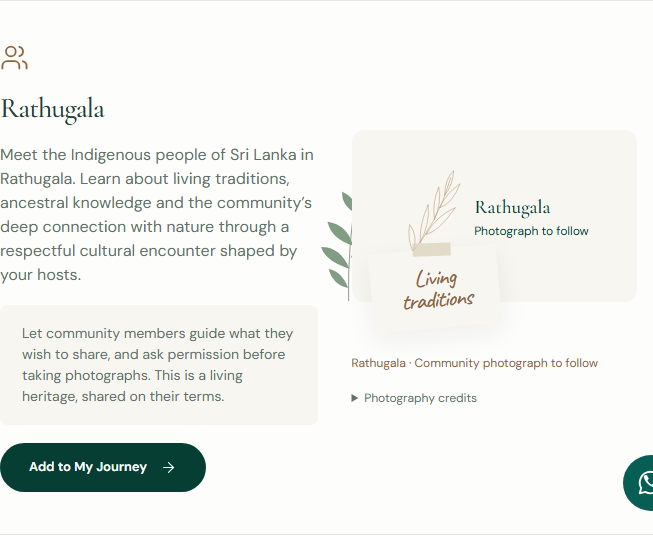 Rathugala
Meet the Indigenous people of Sri Lanka in
Rathugala. Learn about living traditions,
ancestral knowledge and the community’s
deep connection with nature through a
respectful cultural encounter shaped by
your hosts.
Let community members guide what they
wish to share, and ask permission before
taking photographs. This is a living
heritage, shared on their terms.
Add to My Journey
Rathugala
Photograph to follow
Living
traditions
Rathugala · Community photograph to follow
Photography credits